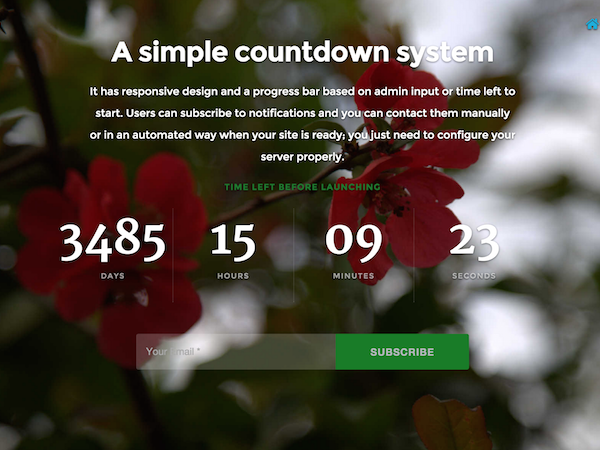 A simple countdown system
It has responsive design and a progress bar based on admin input or time left to
start. Users can subscribe to notifications and you can contact them manually
or in an automated way when your site is ready; you just need to configure your
server properly.
TIME LEFT BEFORE LAUNCHING
3485 15 09 23
DAYS HOURS MINUTES SECONDS
Your email * SUBSCRIBE